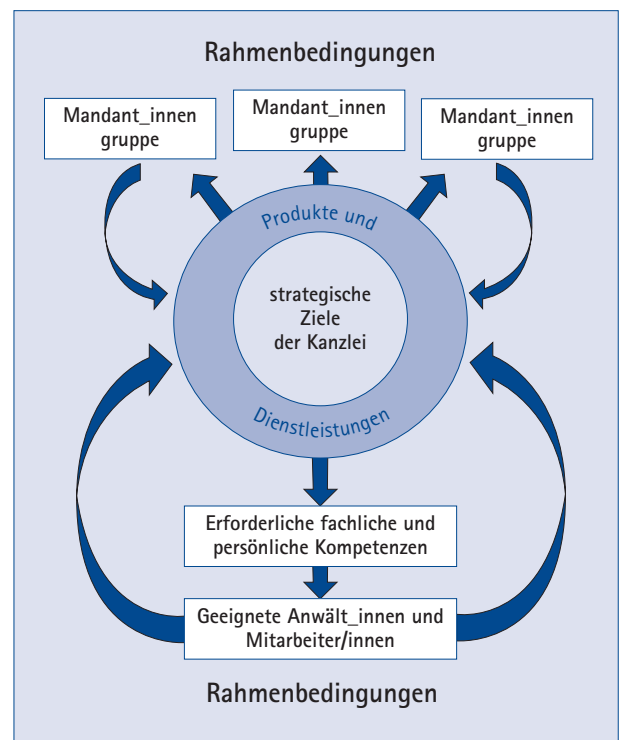 Rahmenbedingungen
Mandant_innen
gruppe
Mandant_innen
gruppe
Mandant_innen
gruppe
Produkte und
strategische
Ziele
der Kanzlei
Dienstleistungen
Erforderliche fachliche und
persönliche Kompetenzen
Geeignete Anwält_innen und
Mitarbeiter/innen
Rahmenbedingungen